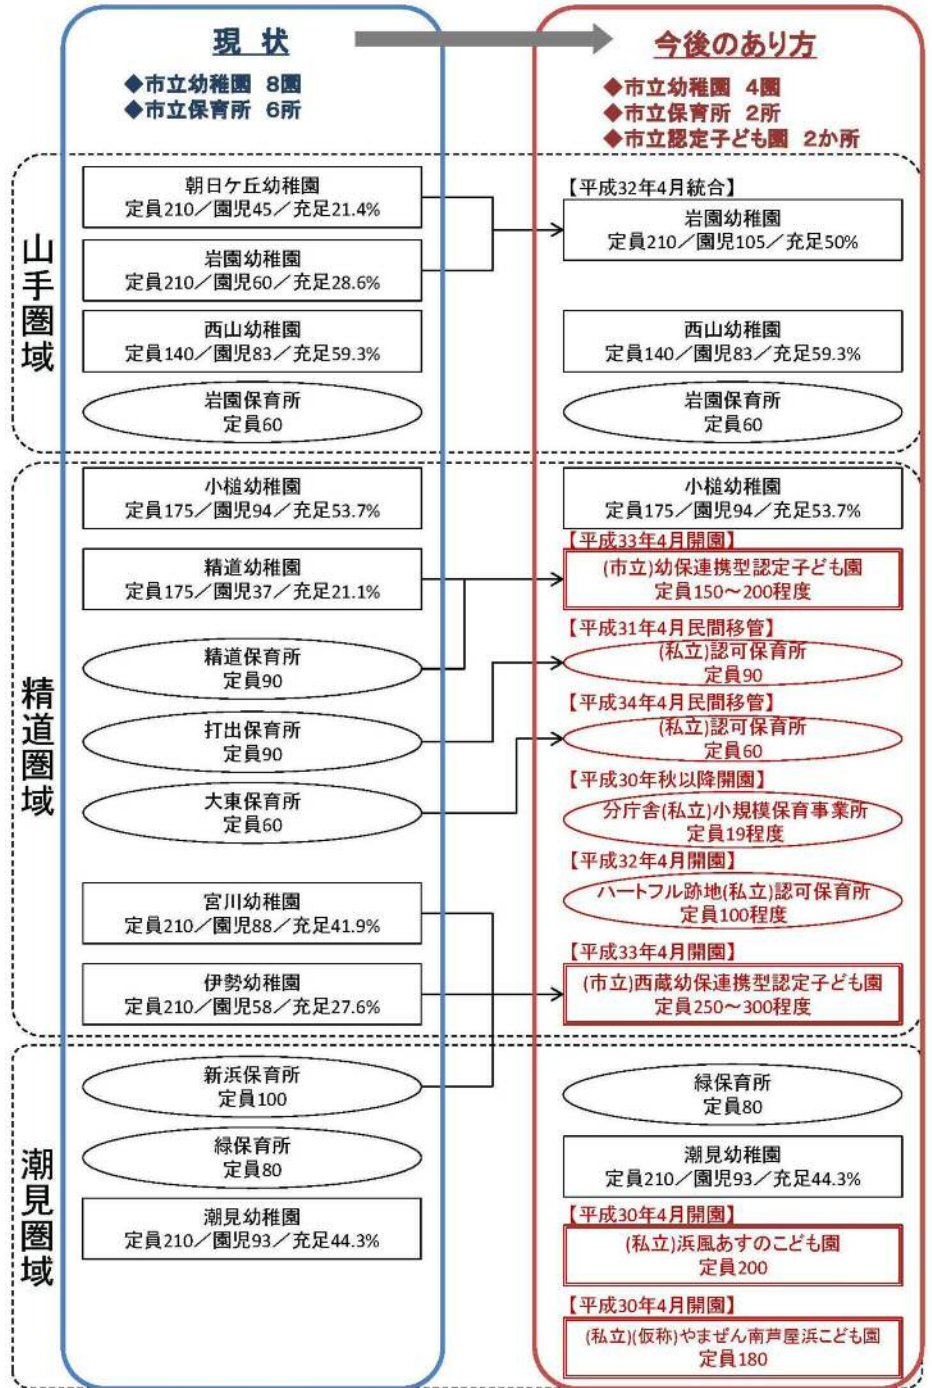 現 状
今後のあり方
◆市立幼稚園 8園
◆市立保育所 6所
◆市立幼稚園 4園
◆市立保育所 2所
◆市立認定子ども園 2か所
山手圏域
朝日ケ丘幼稚園
定員210／園児45／充足21.4%
岩園幼稚園
定員210／園児60／充足28.6%
西山幼稚園
定員140／園児83／充足59.3%
岩園保育所
定員60
【平成32年4月統合】
岩園幼稚園
定員210／園児105／充足50%
西山幼稚園
定員140／園児83／充足59.3%
岩園保育所
定員60
精道圏域
小槌幼稚園
定員175／園児94／充足53.7%
精道幼稚園
定員175／園児37／充足21.1%
精道保育所
定員90
打出保育所
定員90
大東保育所
定員60
宮川幼稚園
定員210／園児88／充足41.9%
伊勢幼稚園
定員210／園児58／充足27.6%
小槌幼稚園
定員175／園児94／充足53.7%
【平成33年4月開園】
(市立)幼保連携型認定子ども園
定員150～200程度
【平成31年4月民間移管】
(私立)認可保育所
定員90
【平成34年4月民間移管】
(私立)認可保育所
定員60
【平成30年秋以降開園】
分庁舎(私立)小規模保育事業所
定員19程度
【平成32年4月開園】
ハートフル跡地(私立)認可保育所
定員100程度
【平成33年4月開園】
(市立)西蔵幼保連携型認定子ども園
定員250～300程度
潮見圏域
新浜保育所
定員100
緑保育所
定員80
潮見幼稚園
定員210／園児93／充足44.3%
緑保育所
定員80
潮見幼稚園
定員210／園児93／充足44.3%
【平成30年4月開園】
(私立)浜風あすのこども園
定員200
【平成30年4月開園】
(私立)(仮称)やまぜん南芦屋浜こども園
定員180